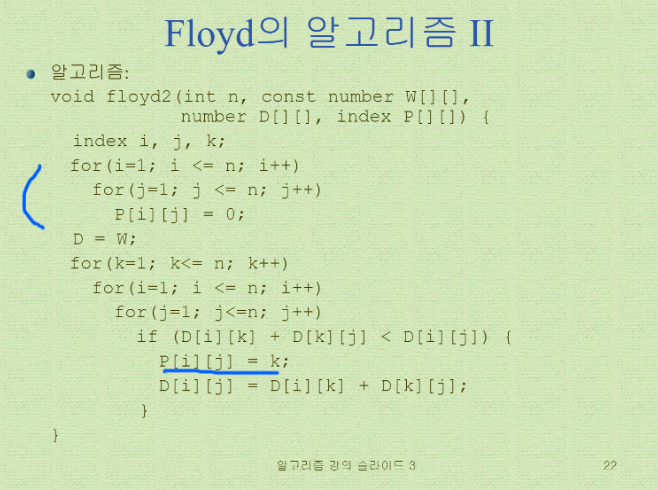 Floyd의 알고리즘 II
알고리즘:
void floyd2(int n, const number W[][],
number D[][], index P[][]) {
index i, j, k;
for(i=1; i <= n; i++)
for(j=1; j <= n; j++)
P[i][j] = 0;
D = W;
for(k=1; k<= n; k++)
for(i=1; i <= n; i++)
for(j=1; j<=n; j++)
if (D[i][k] + D[k][j] < D[i][j]) {
P[i][j] = k;
D[i][j] = D[i][k] + D[k][j];
}
}
알고리즘 강의 슬라이드 3
22